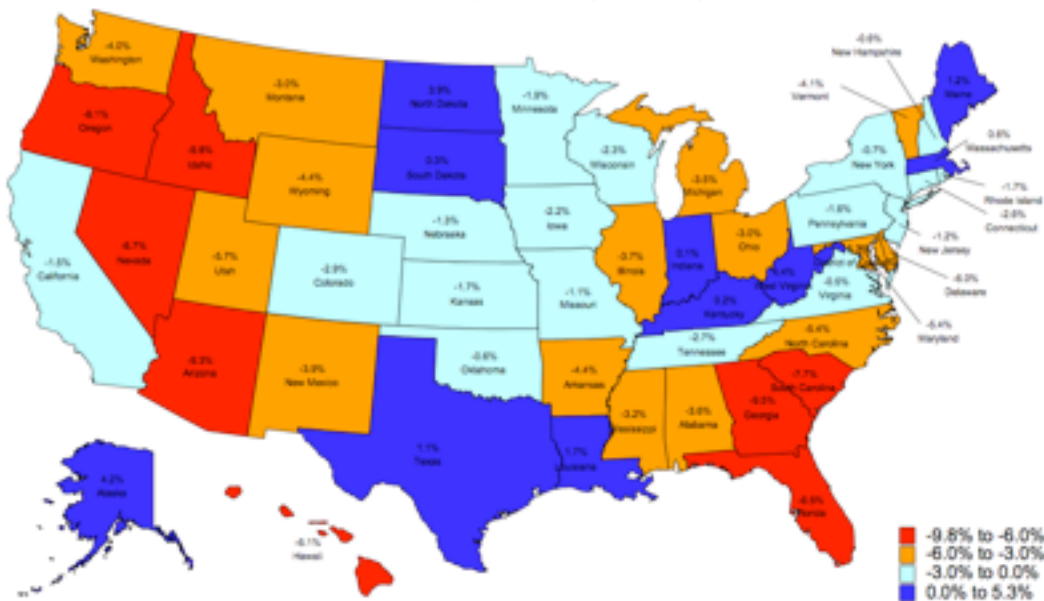 -4.0%
Washington
-3.0%
Montana
3.9%
North Dakota
-1.9%
Minnesota
-0.6%
New Hampshire
-4.1%
Vermont
1.2%
Maine
Oregon
Idaho
-4.4%
Wyoming
0.3%
South Dakota
-2.3%
Wisconsin
-3.5%
Michigan
-0.7%
New York
0.6%
Massachusetts
-1.7%
Rhode Island
-2.6%
Connecticut
-1.2%
New Jersey
-6.0%
Delaware
-5.4%
Maryland
-1.5%
California
-6.7%
Nevada
-5.7%
Utah
-2.9%
Colorado
-1.3%
Nebraska
-2.2%
Iowa
-1.7%
Kansas
-1.1%
Missouri
-3.7%
Illinois
0.1%
Indiana
-3.0%
Ohio
-1.6%
Pennsylvania
West Virginia
Virginia
0.2%
Kentucky
-2.7%
Tennessee
North Carolina
-7.7%
South Carolina
Arizona
-3.9%
New Mexico
Oklahoma
-4.4%
Arkansas
-3.2%
Mississippi
Alabama
Georgia
1.1%
Texas
1.7%
Louisiana
Florida
4.2%
Alaska
Hawaii
-9.8% to -6.0%
-6.0% to -3.0%
-3.0% to 0.0%
0.0% to 5.3%